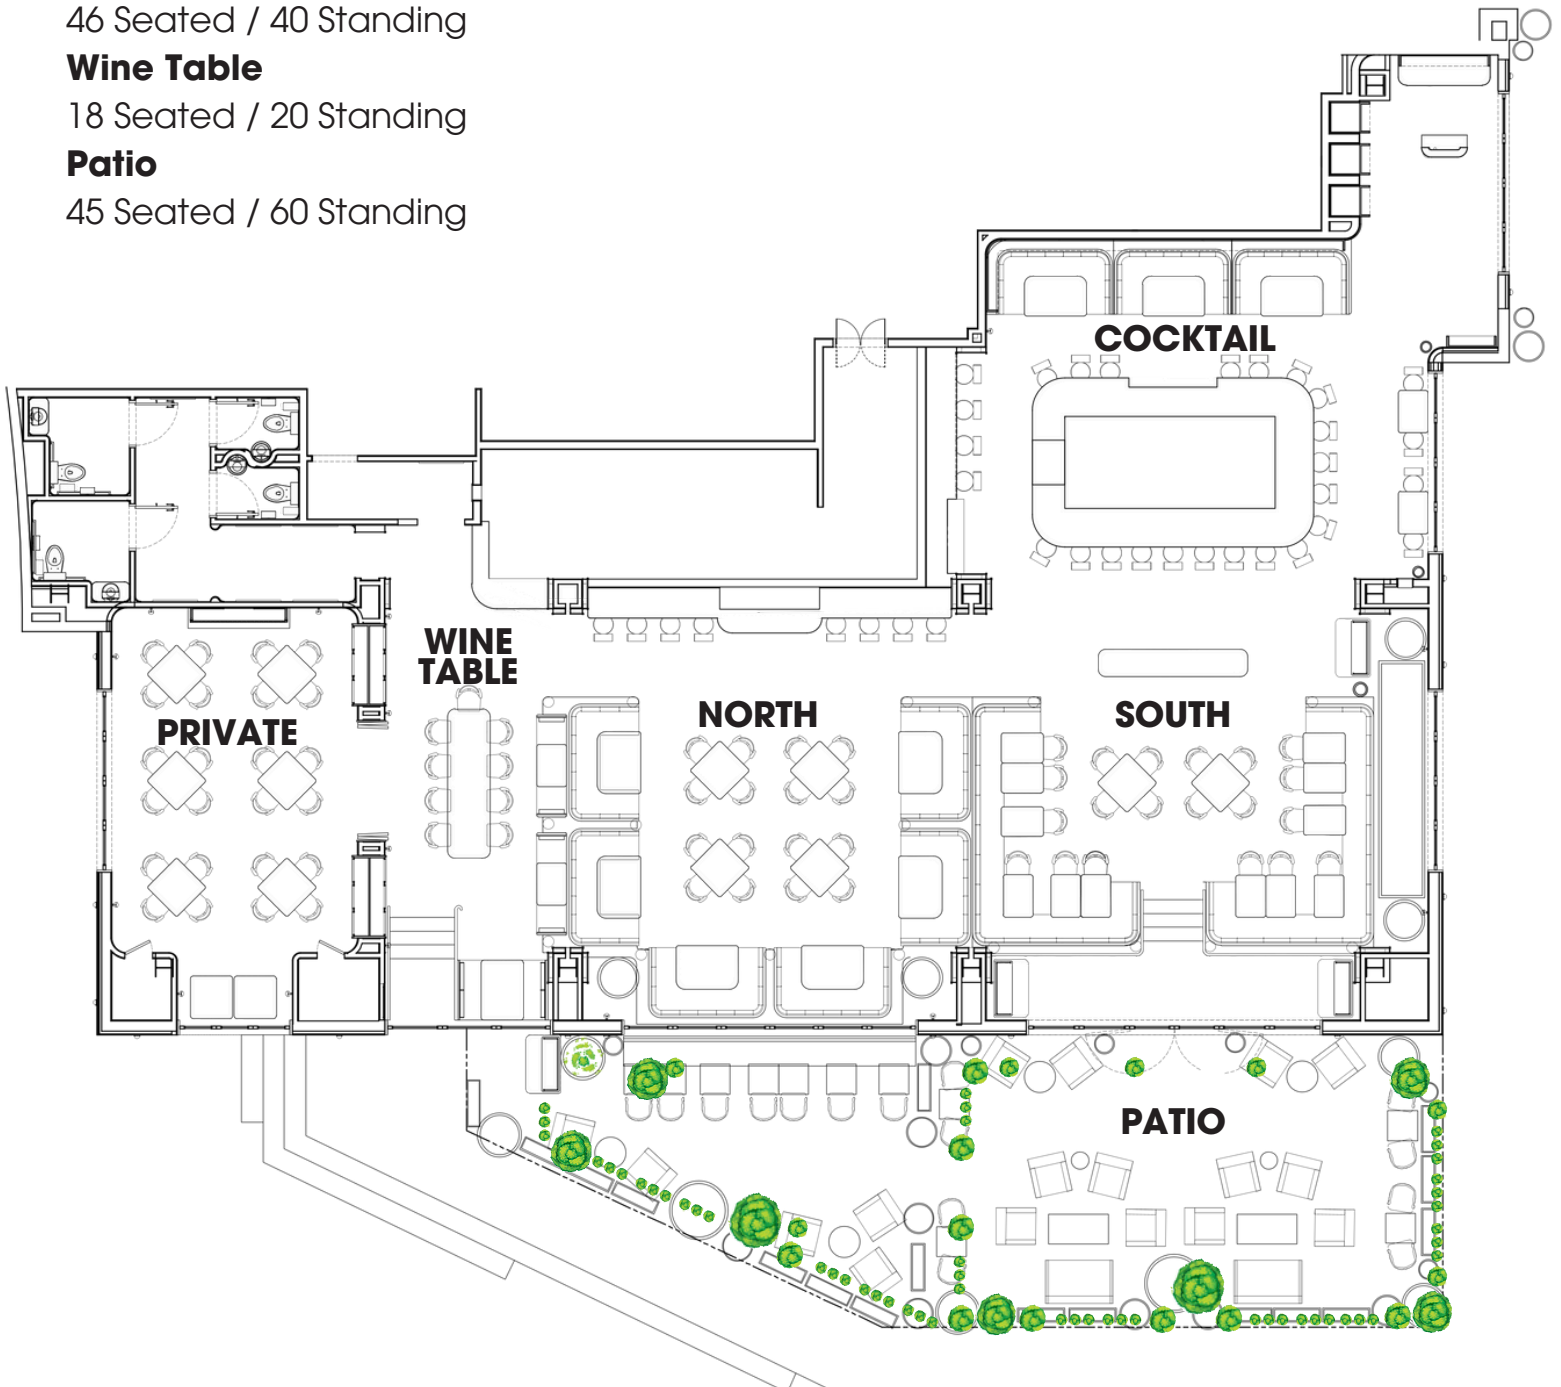 46 Seated / 40 Standing
Wine Table
18 Seated / 20 Standing
Patio
45 Seated / 60 Standing
COCKTAIL
WINE
TABLE
PRIVATE
NORTH
SOUTH
PATIO